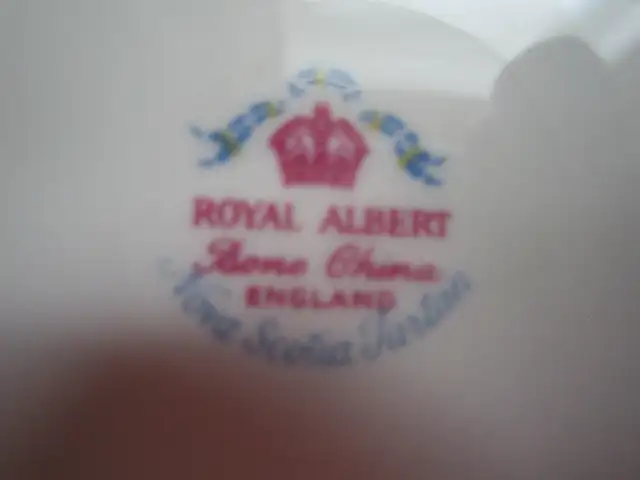 ROYAL ALBERT
Bone China
ENGLAND
Nova Scotia Tartan